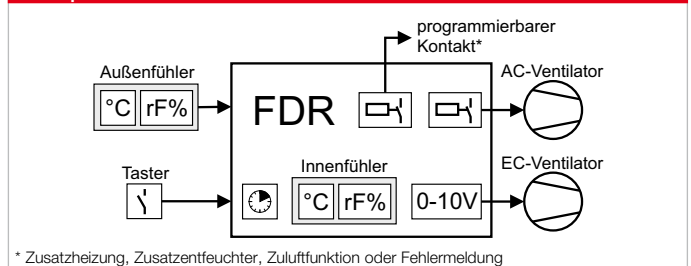 programmierbarer
Kontakt*
Außenfühler
AC-Ventilator
°C rF%
FDR
Taster
Innenfühler
EC-Ventilator
°C rF%
0-10V
* Zusatzheizung, Zusatzentfeuchter, Zuluftfunktion oder Fehlermeldung